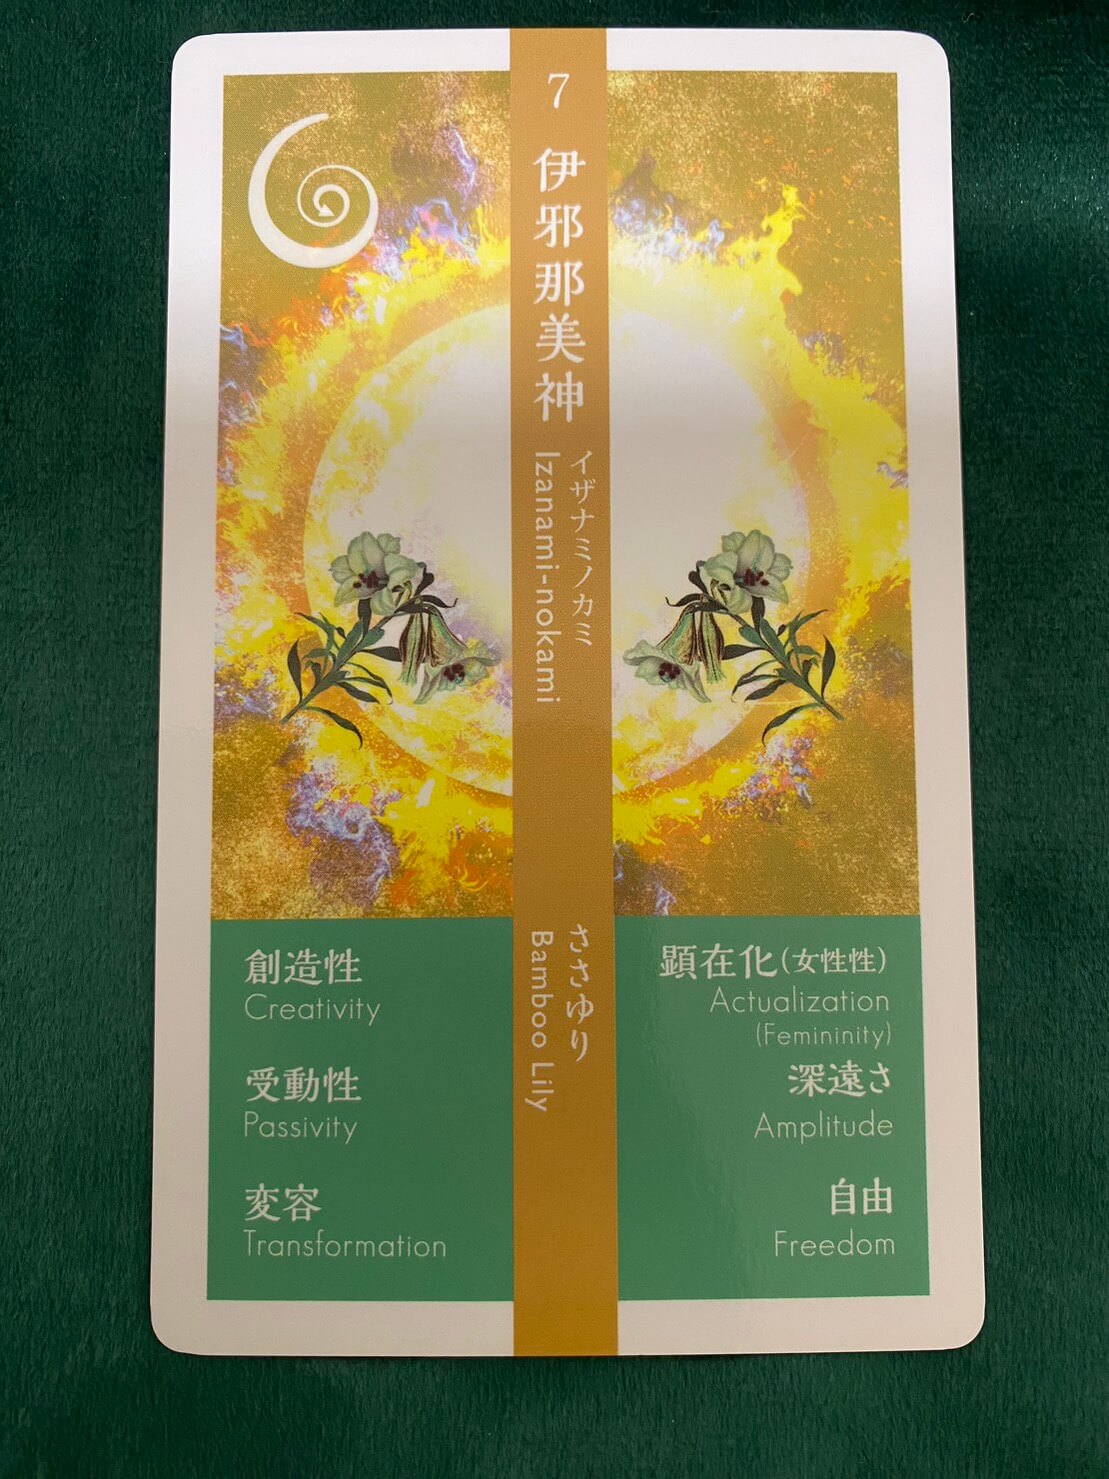 7
伊邪那美神
イザナミノカミ
Izanami-nokami
ささゆり
Bamboo Lily
創造性
Creativity
受動性
Passivity
変容
Transformation
顕在化(女性性)
Actualization
(Femininity)
深遠さ
Amplitude
自由
Freedom